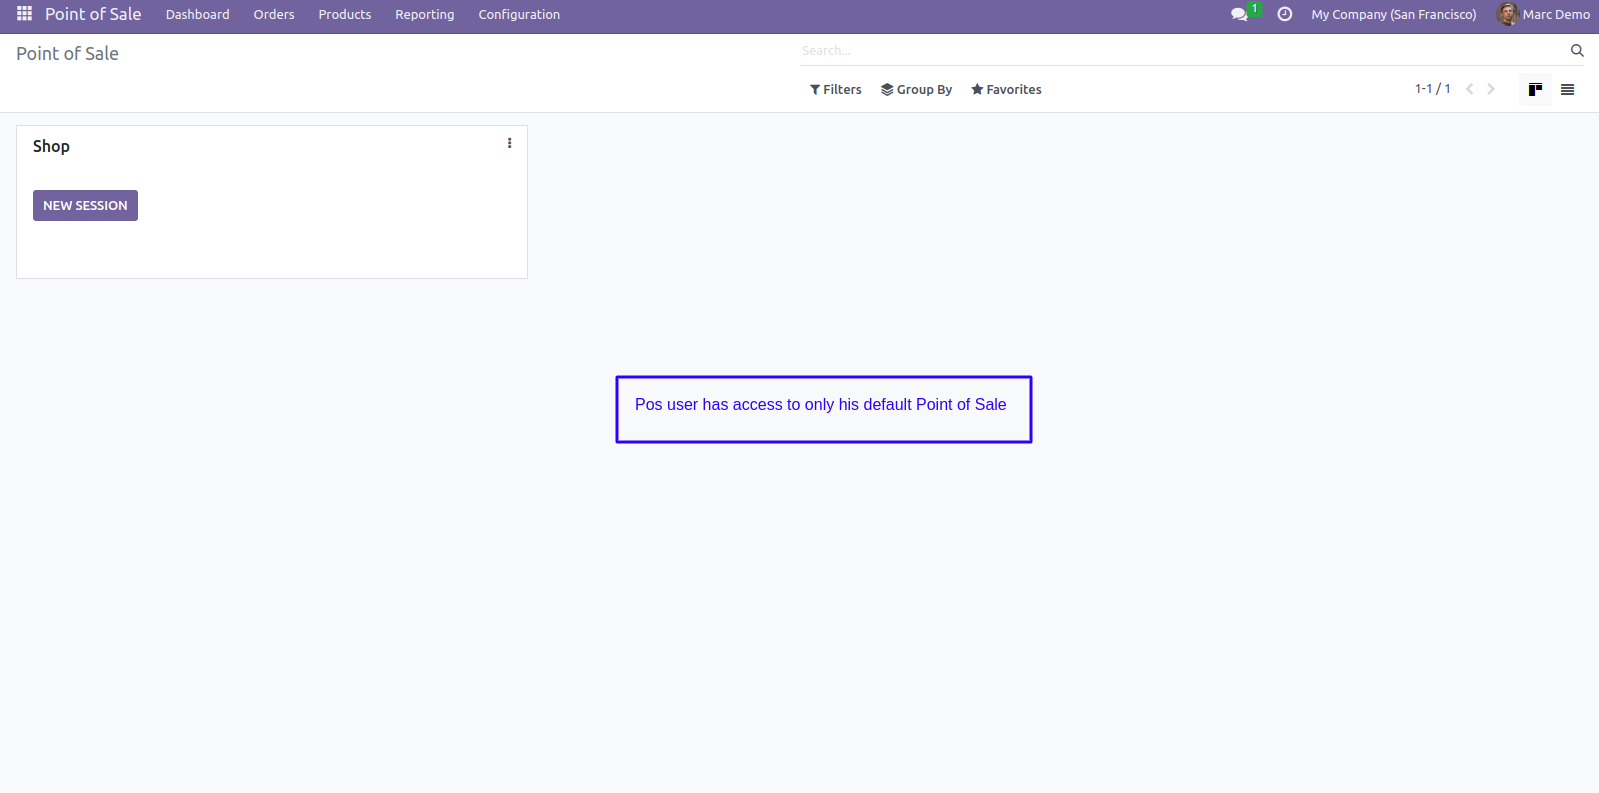 Point of Sale Dashboard Orders Products Reporting Configuration 1 My Company (San Francisco) Marc Demo
Point of Sale Search...
Filters Group By Favorites 1-1 / 1
Shop
NEW SESSION
Pos user has access to only his default Point of Sale